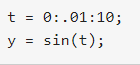 t = 0:.01:10;
y = sin(t);